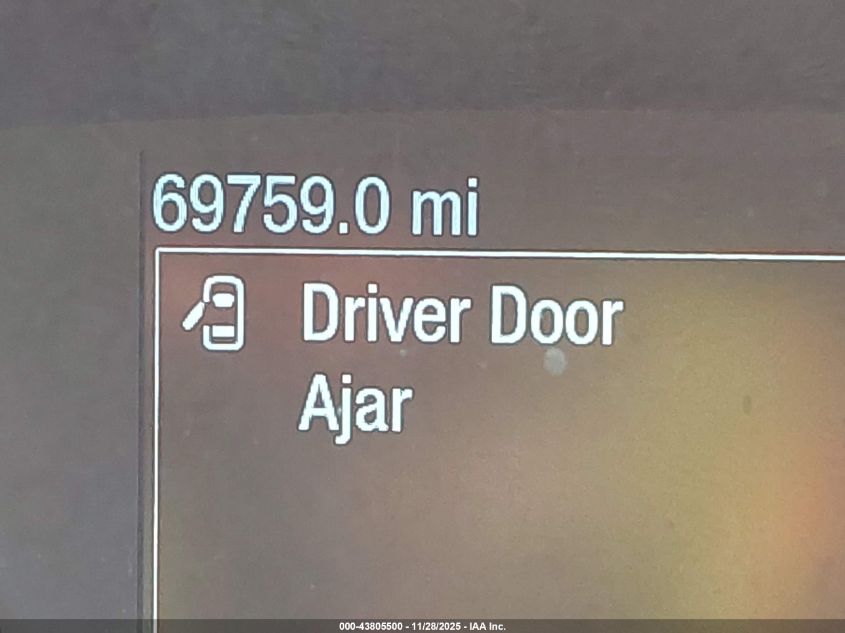 69759.0 mi
Driver Door
Ajar
000-43805500 - 11/28/2025 - IAA Inc.